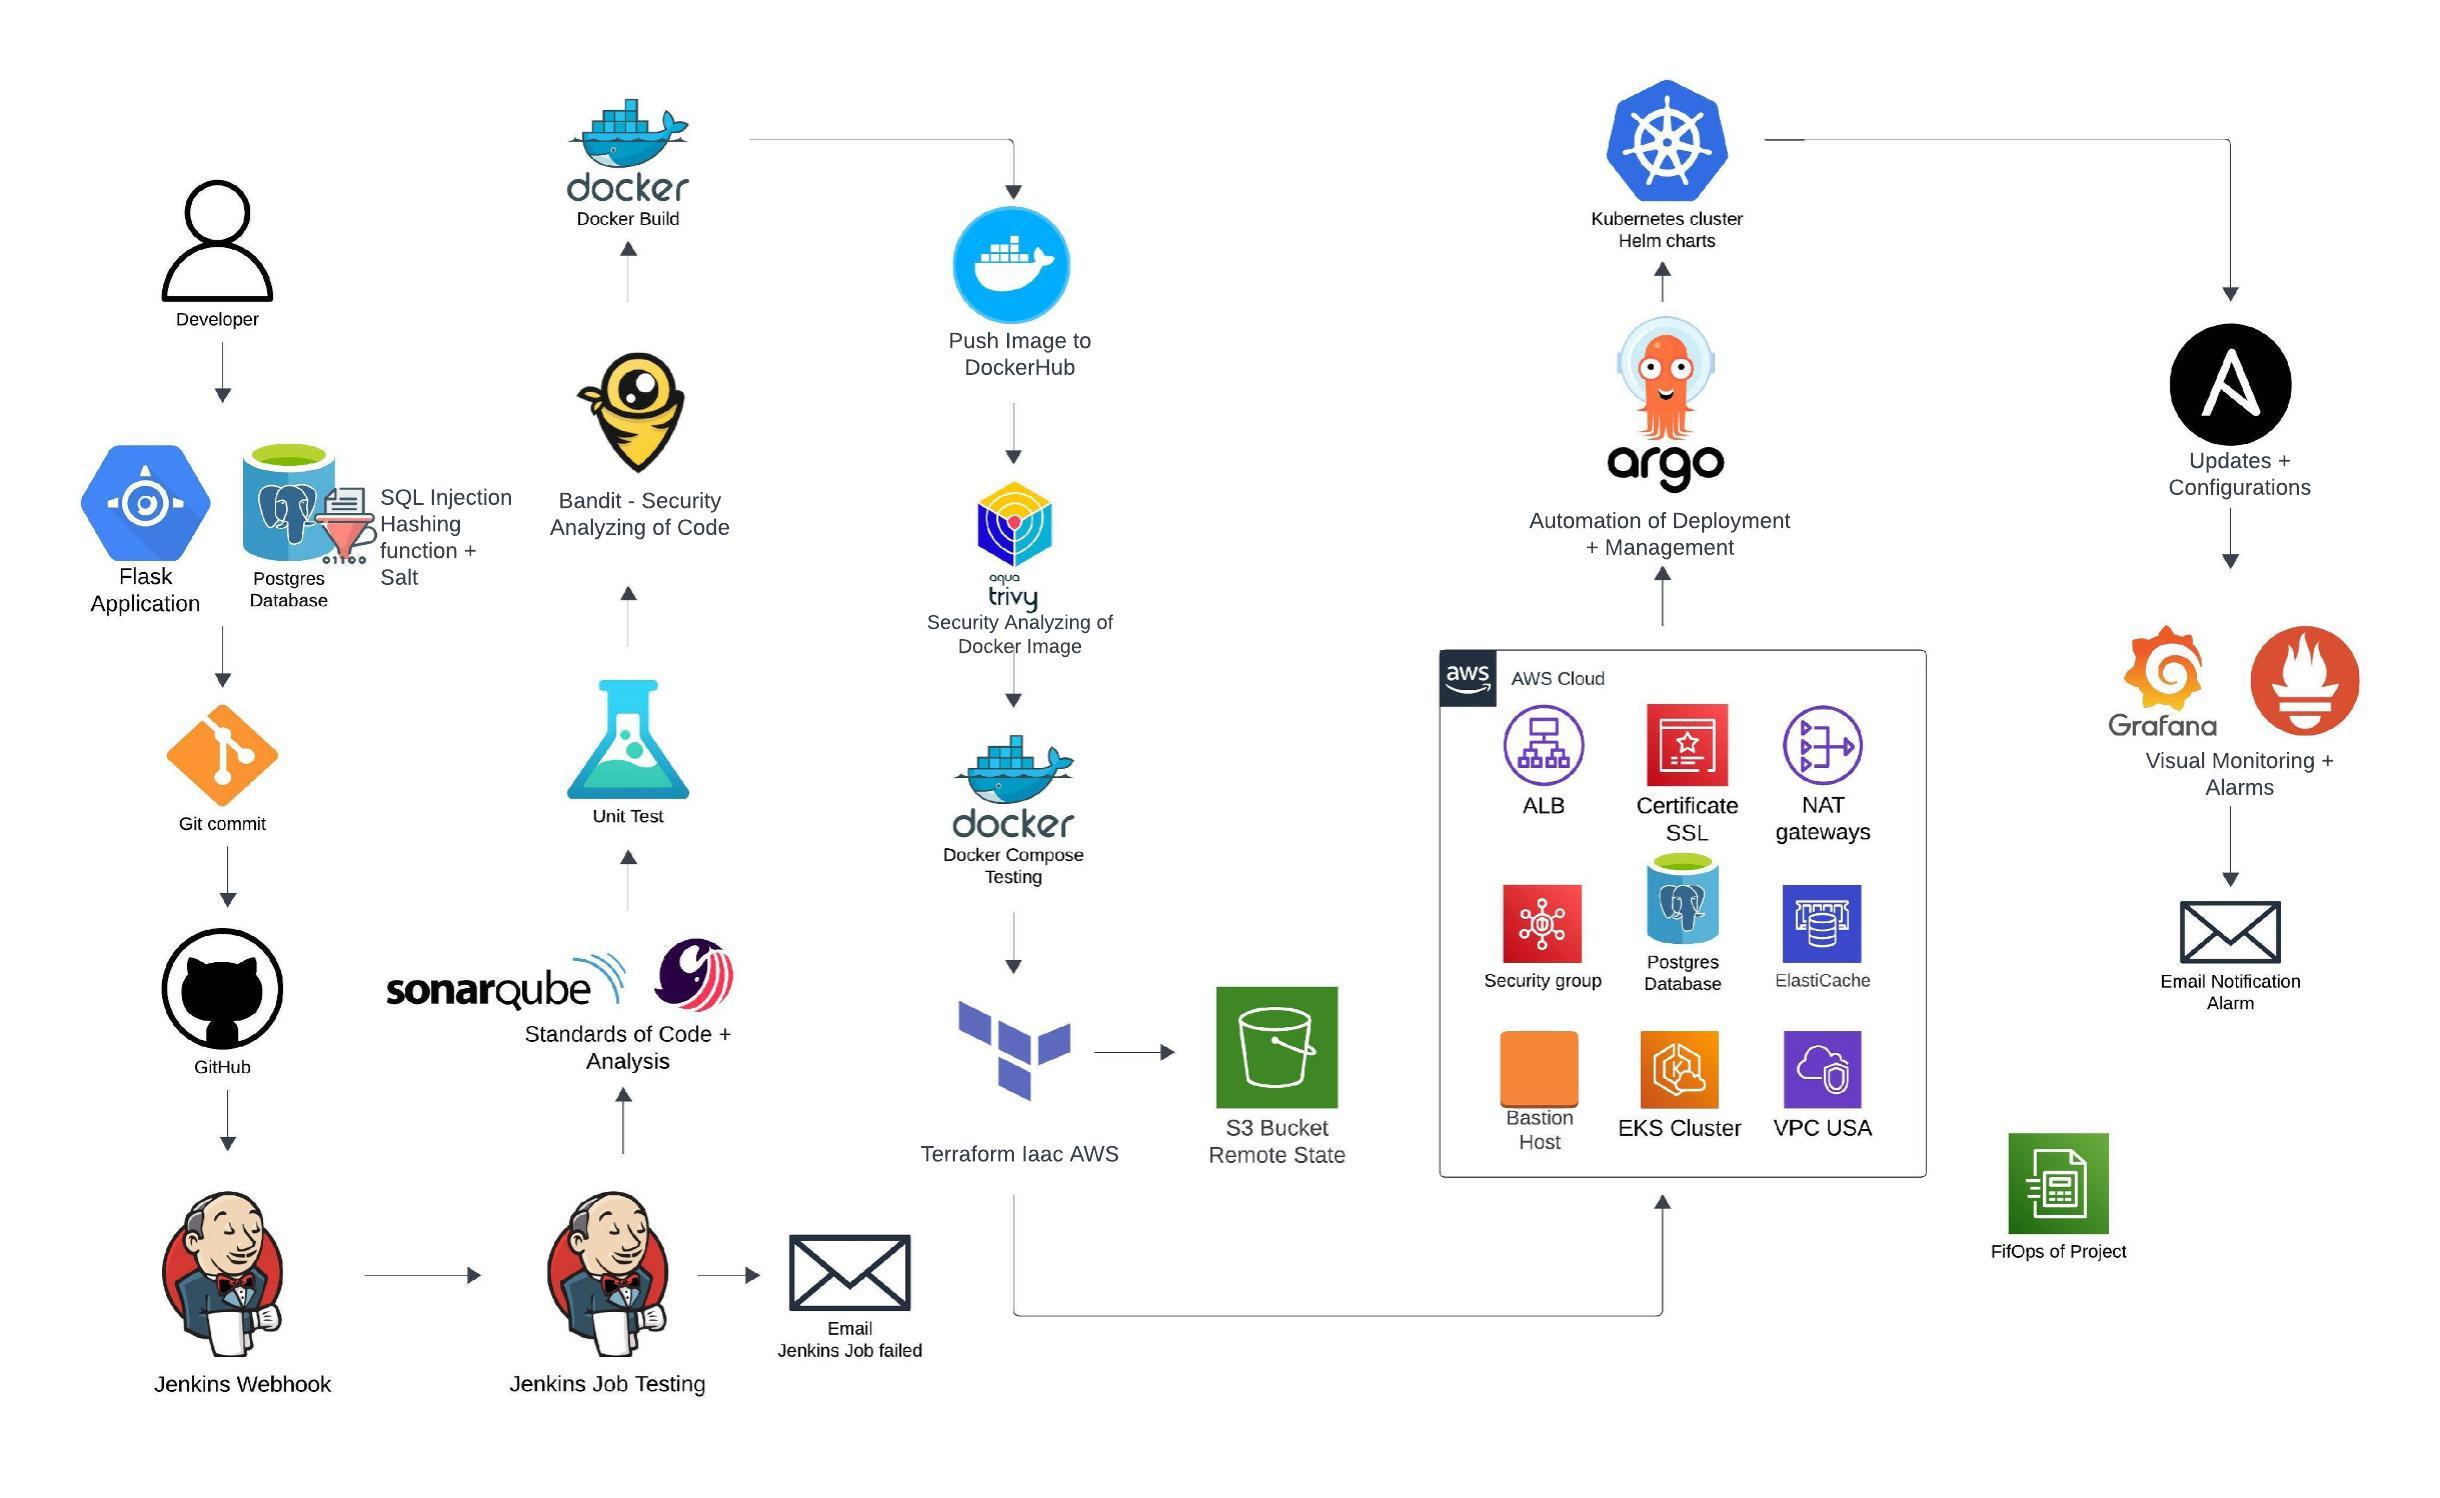 Developer
Flask
Application
Postgres
Database
SQL Injection
Hashing
function +
Salt
Git commit
GitHub
Jenkins Webhook
docker
Docker Build
Bandit - Security
Analyzing of Code
Unit Test
sonarqube
Standards of Code +
Analysis
Jenkins Job Testing
Email
Jenkins Job failed
Push Image to
DockerHub
aqua
trivy
Security Analyzing of
Docker Image
docker
Docker Compose
Testing
Terraform Iaac AWS
S3 Bucket
Remote State
Kubernetes cluster
Helm charts
argo
Automation of Deployment
+ Management
aws
AWS Cloud
ALB
Certificate
SSL
NAT
gateways
Security group
Postgres
Database
ElastiCache
Bastion
Host
EKS Cluster
VPC USA
Updates +
Configurations
Grafana
Visual Monitoring +
Alarms
Email Notification
Alarm
FifOps of Project